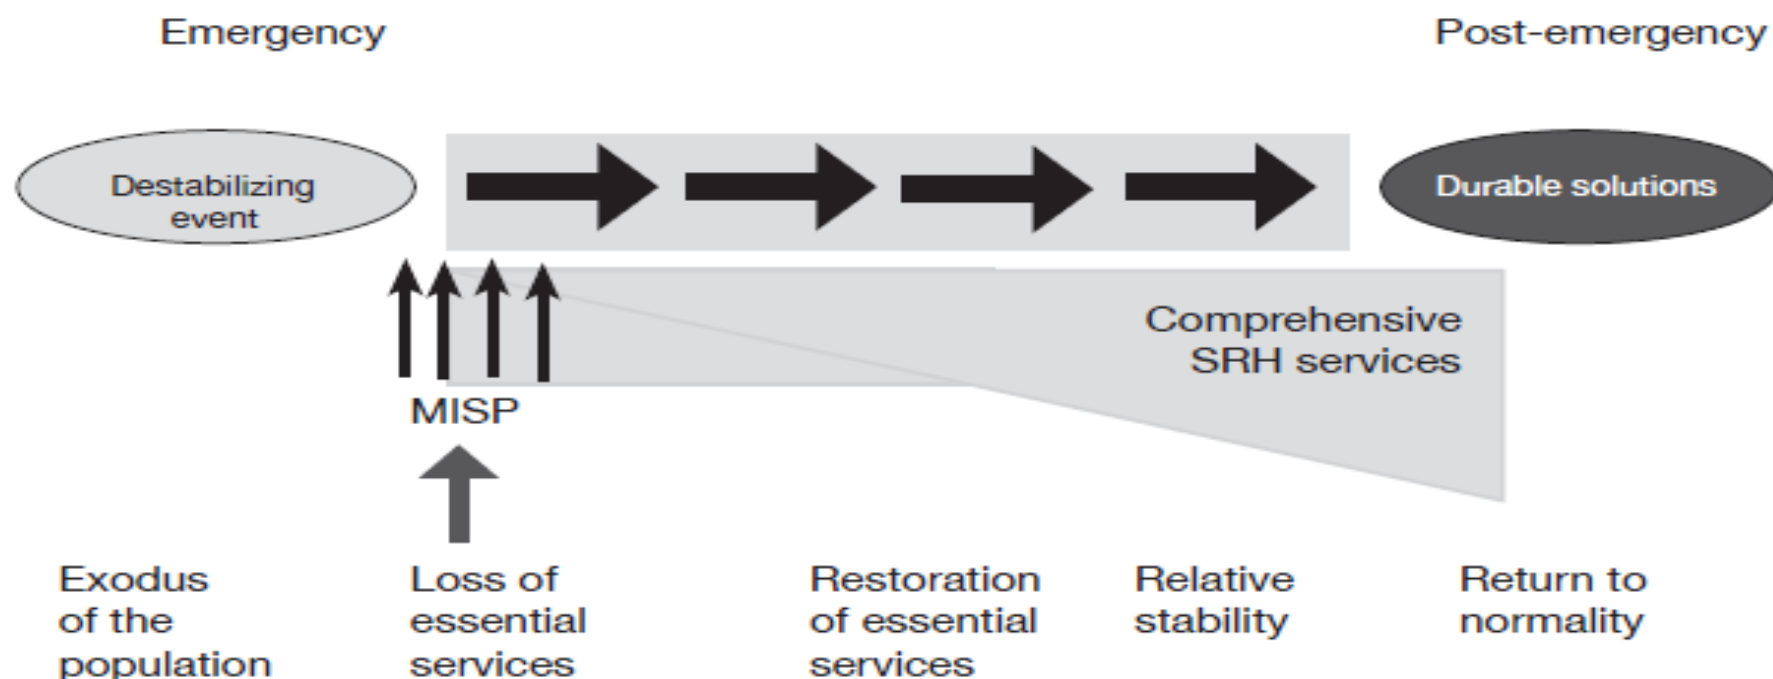 Emergency
Post-emergency
Destabilizing
event
Durable solutions
Comprehensive
SRH services
MISP
Exodus
of the
population
Loss of
essential
services
Restoration
of essential
services
Relative
stability
Return to
normality